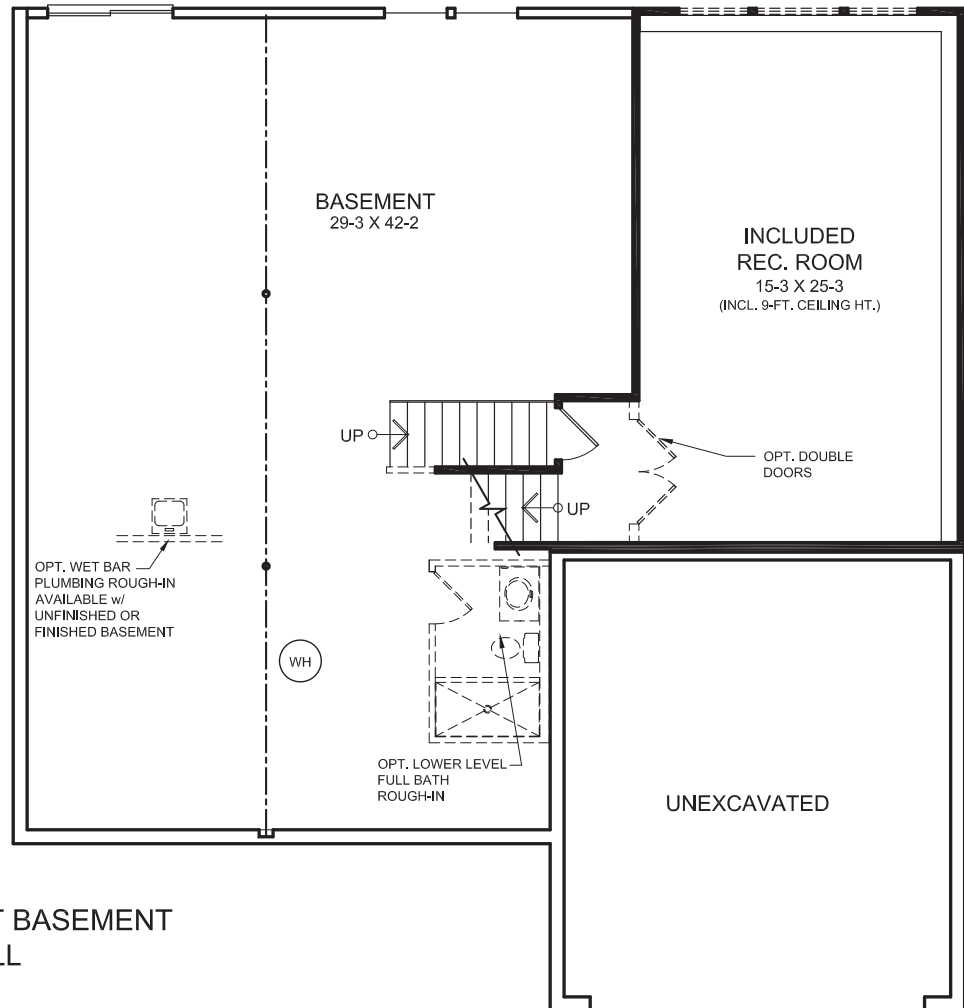 BASEMENT
29-3 X 42-2
INCLUDED
REC. ROOM
15-3 X 25-3
(INCL. 9-FT. CEILING HT.)
UP
OPT. DOUBLE
DOORS
UP
OPT. WET BAR
PLUMBING ROUGH-IN
AVAILABLE w/
UNFINISHED OR
FINISHED BASEMENT
WH
OPT. LOWER LEVEL
FULL BATH
ROUGH-IN
UNEXCAVATED
BASEMENT